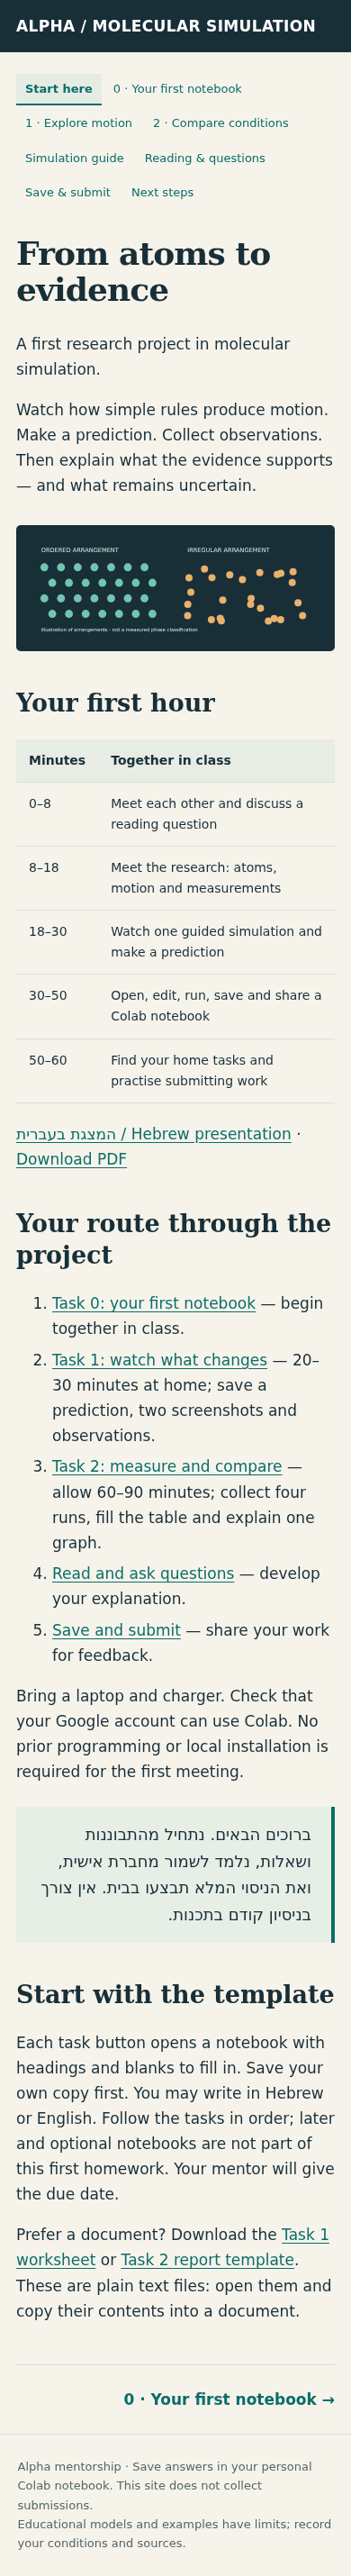 ALPHA / MOLECULAR SIMULATION
Start here
0 · Your first notebook
1 · Explore motion
2 · Compare conditions
Simulation guide
Reading & questions
Save & submit
Next steps
From atoms to
evidence
A first research project in molecular
simulation.
Watch how simple rules produce motion.
Make a prediction. Collect observations.
Then explain what the evidence supports
— and what remains uncertain.
ORDERED ARRANGEMENT
IRREGULAR ARRANGEMENT
Illustration of arrangements · not a measured phase classification
Your first hour
Minutes Together in class
0–8 Meet each other and discuss a
reading question
8–18 Meet the research: atoms,
motion and measurements
18–30 Watch one guided simulation and
make a prediction
30–50 Open, edit, run, save and share a
Colab notebook
50–60 Find your home tasks and
practise submitting work
המצגת בעברית / Hebrew presentation ·
Download PDF
Your route through the
project
1. Task 0: your first notebook — begin
together in class.
2. Task 1: watch what changes — 20–
30 minutes at home; save a
prediction, two screenshots and
observations.
3. Task 2: measure and compare —
allow 60–90 minutes; collect four
runs, fill the table and explain one
graph.
4. Read and ask questions — develop
your explanation.
5. Save and submit — share your work
for feedback.
Bring a laptop and charger. Check that
your Google account can use Colab. No
prior programming or local installation is
required for the first meeting.
ברוכים הבאים. נתחיל מהתבוננות
ושאלות, נלמד לשמור מחברת אישית,
ואת הניסוי המלא תבצעו בבית. אין צורך
בניסיון קודם בתכנות.
Start with the template
Each task button opens a notebook with
headings and blanks to fill in. Save your
own copy first. You may write in Hebrew
or English. Follow the tasks in order; later
and optional notebooks are not part of
this first homework. Your mentor will give
the due date.
Prefer a document? Download the Task 1
worksheet or Task 2 report template.
These are plain text files: open them and
copy their contents into a document.
0 · Your first notebook →
Alpha mentorship · Save answers in your personal
Colab notebook. This site does not collect
submissions.
Educational models and examples have limits; record
your conditions and sources.